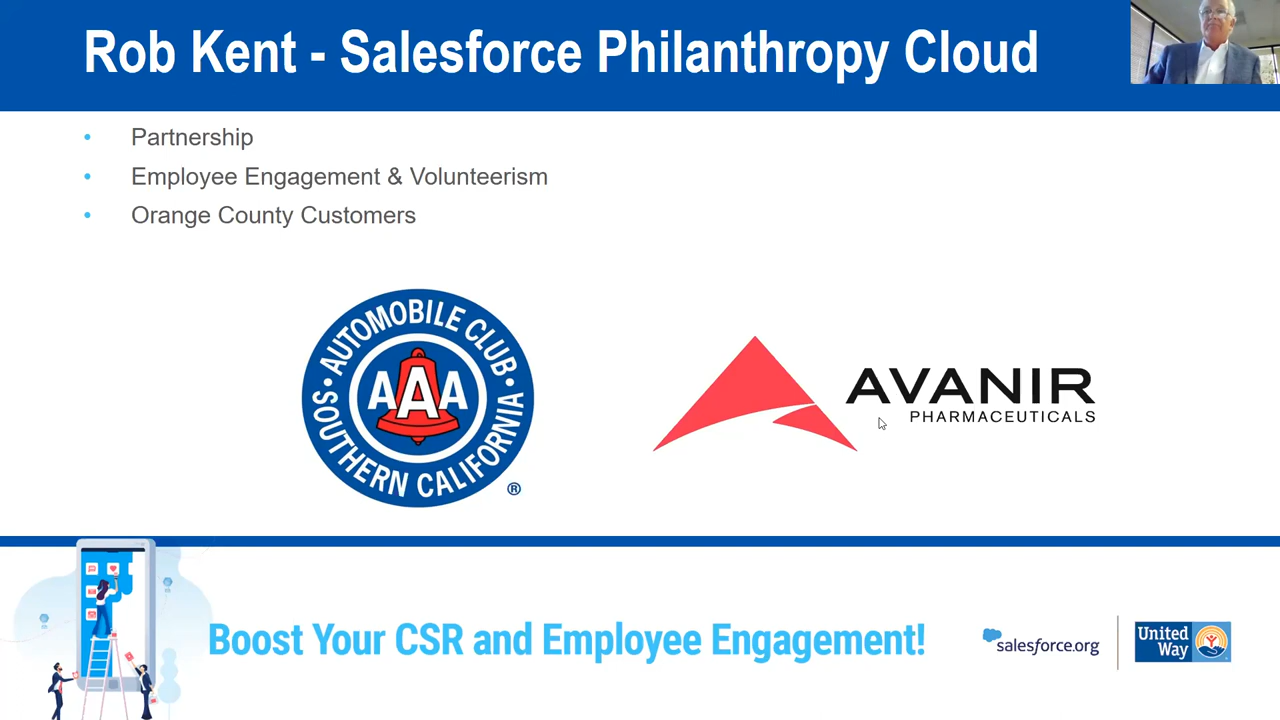 Rob Kent - Salesforce Philanthropy Cloud
• Partnership
• Employee Engagement & Volunteerism
• Orange County Customers
AUTOMOBILE CLUB
AAA
SOUTHERN CALIFORNIA
®
AVANIR
PHARMACEUTICALS
Boost Your CSR and Employee Engagement!
salesforce.org
United
Way